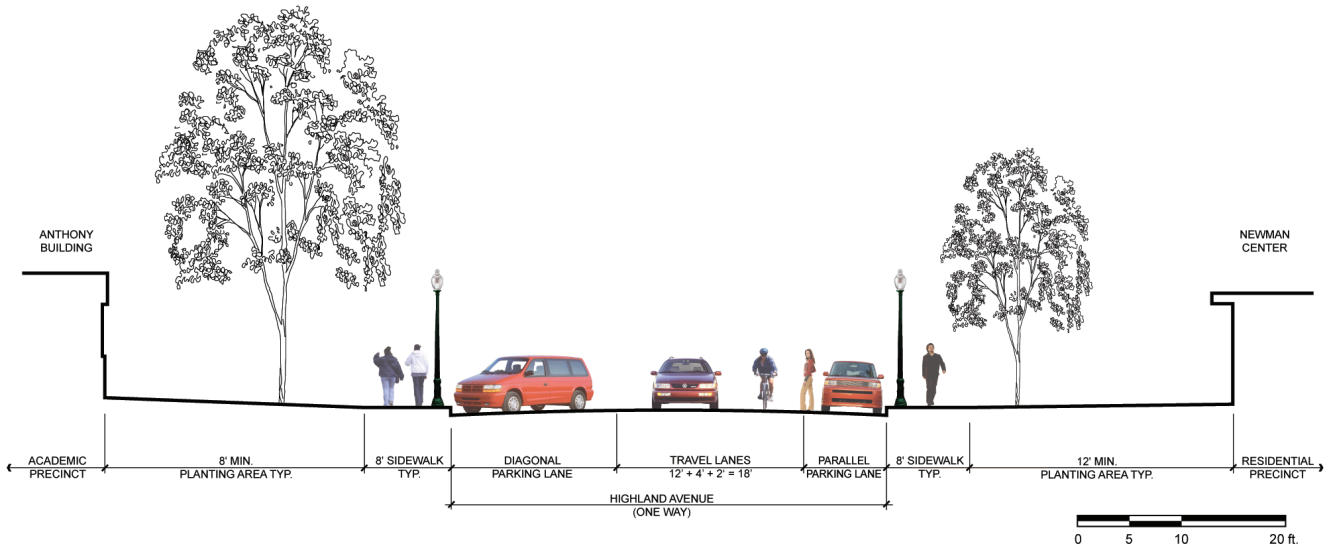 ANTHONY
BUILDING
NEWMAN
CENTER
ACADEMIC
PRECINCT
8' MIN.
PLANTING AREA TYP.
8' SIDEWALK
TYP.
DIAGONAL
PARKING LANE
TRAVEL LANES
12' + 4' + 2' = 18'
PARALLEL
PARKING LANE
8' SIDEWALK
TYP.
12' MIN.
PLANTING AREA TYP.
RESIDENTIAL
PRECINCT
HIGHLAND AVENUE
(ONE WAY)
0 5 10 20 ft.